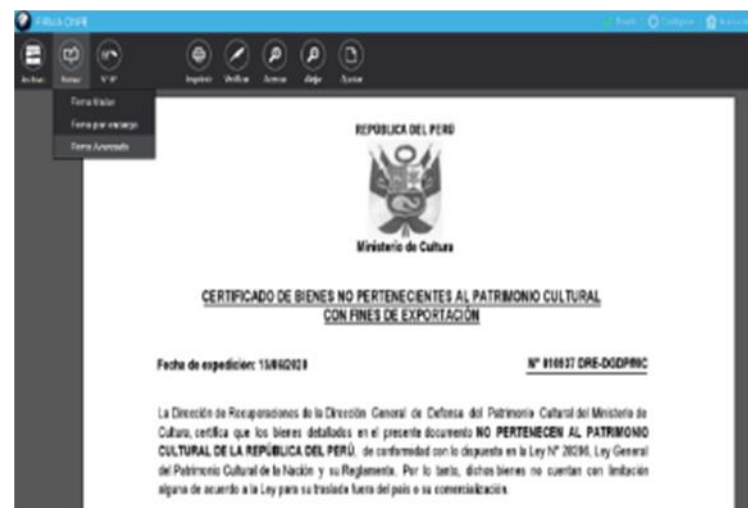 FIRMA ONPE
Firmar
Imprimir Verificar Acercar Alejar Ajustar
Firma titular
Firma por encargo
Firma Avanzada
REPÚBLICA DEL PERÚ
Ministerio de Cultura
CERTIFICADO DE BIENES NO PERTENECIENTES AL PATRIMONIO CULTURAL
CON FINES DE EXPORTACIÓN
Fecha de expedicion:
DRE-DGDP/MC
La Dirección de Recuperaciones de la Dirección General de Defensa del Patrimonio Cultural del Ministerio de
Cultura, certifica que los bienes detallados en el presente documento NO PERTENECEN AL PATRIMONIO
CULTURAL DE LA REPÚBLICA DEL PERÚ, de conformidad con lo dispuesto en la Ley N° 28296, Ley General
del Patrimonio Cultural de la Nación y su Reglamento. Por lo tanto, dichos bienes no cuentan con limitación
alguna de acuerdo a la Ley para su traslado fuera del país o su comercialización.